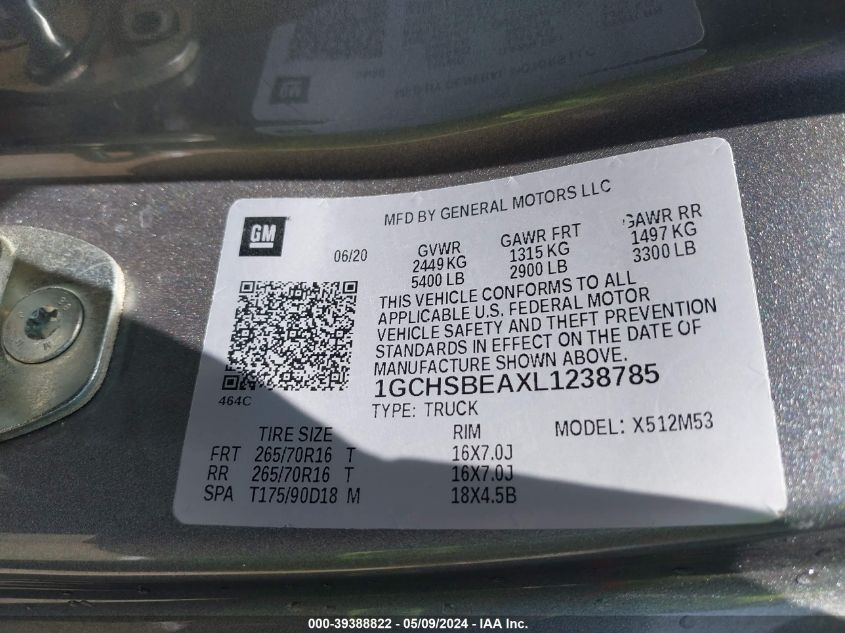 MFD BY GENERAL MOTORS LLC
GM
06/20
GVWR
2449 KG
5400 LB
GAWR FRT
1315 KG
2900 LB
GAWR RR
1497 KG
3300 LB
THIS VEHICLE CONFORMS TO ALL
APPLICABLE U.S. FEDERAL MOTOR
VEHICLE SAFETY AND THEFT PREVENTION
STANDARDS IN EFFECT ON THE DATE OF
MANUFACTURE SHOWN ABOVE.
464C
1GCHSBEAXL1238785
TYPE: TRUCK
MODEL: X512M53
TIRE SIZE RIM
FRT 265/70R16 T 16X7.0J
RR 265/70R16 T 16X7.0J
SPA T175/90D18 M 18X4.5B
000-39388822 - 05/09/2024 - IAA Inc.